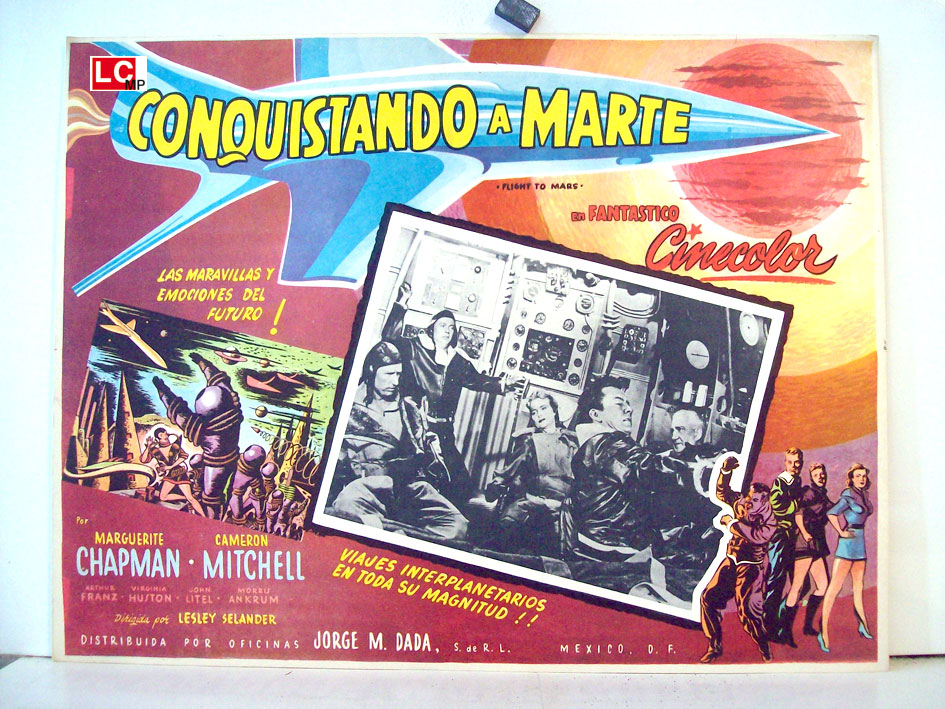 LC
MP
CONQUISTANDO A MARTE
• FLIGHT TO MARS •
en FANTASTICO
Cinecolor
LAS MARAVILLAS Y
EMOCIONES DEL
FUTURO!
Por
MARGUERITE CAMERON
CHAPMAN • MITCHELL
ARTHUR VIRGINIA JOHN MORRIS
FRANZ • HUSTON • LITEL • ANKRUM
Dirigida por LESLEY SELANDER
VIAJES INTERPLANETARIOS
EN TODA SU MAGNITUD!!
DISTRIBUIDA POR OFICINAS JORGE M. DADA, S. de R. L. MEXICO, D. F.